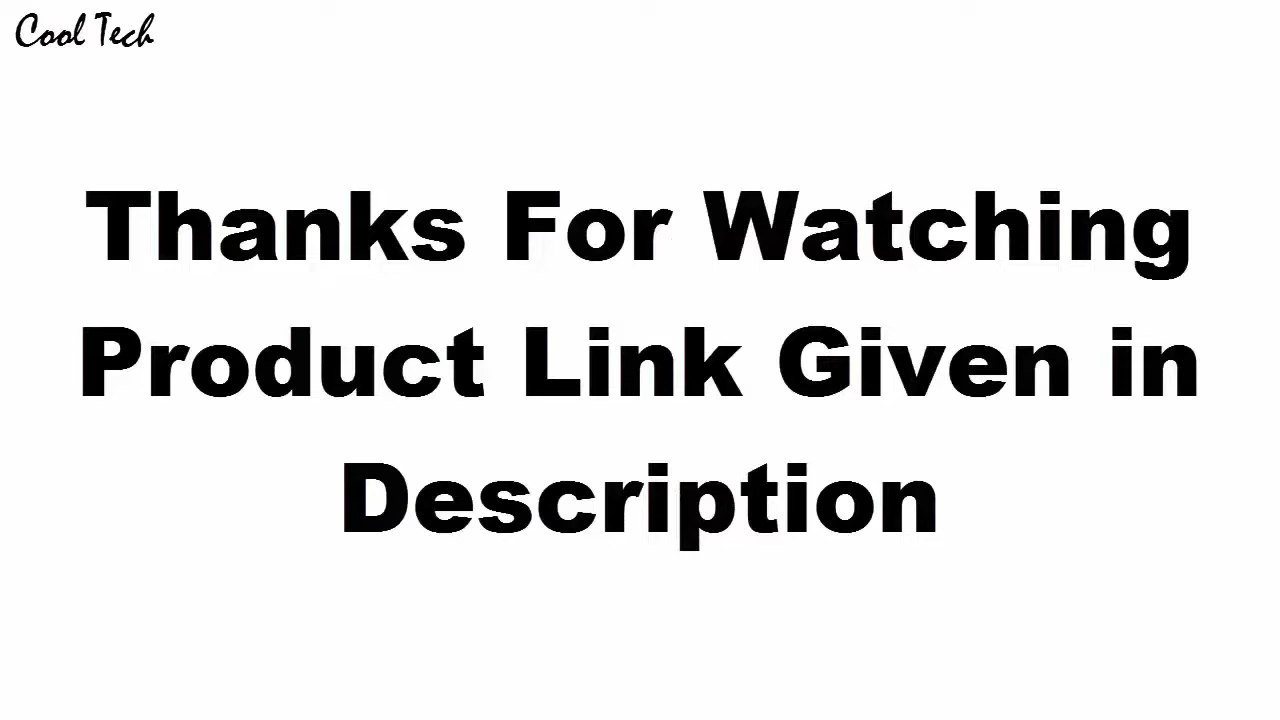 Cool Tech
Thanks For Watching
Product Link Given in
Description